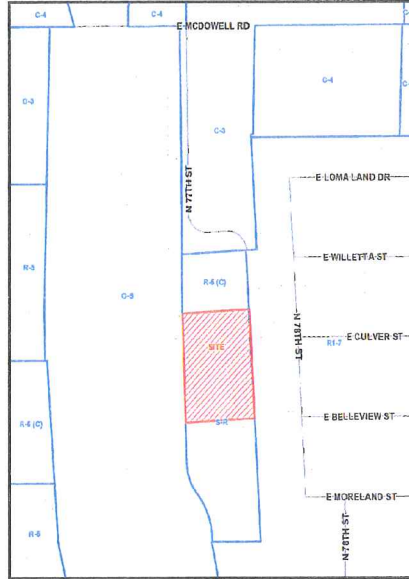 C-4
C-4
E MCDOWELL RD
C-4
C-3
C-3
N 77TH ST
E LOMA LAND DR
R-5
E WILLETTA ST
R-5 (C)
SITE
N 78TH ST
E CULVER ST
R1-7
R-5 (C)
E BELLEVIEW ST
S-R
E MORELAND ST
R-5
N 78TH ST